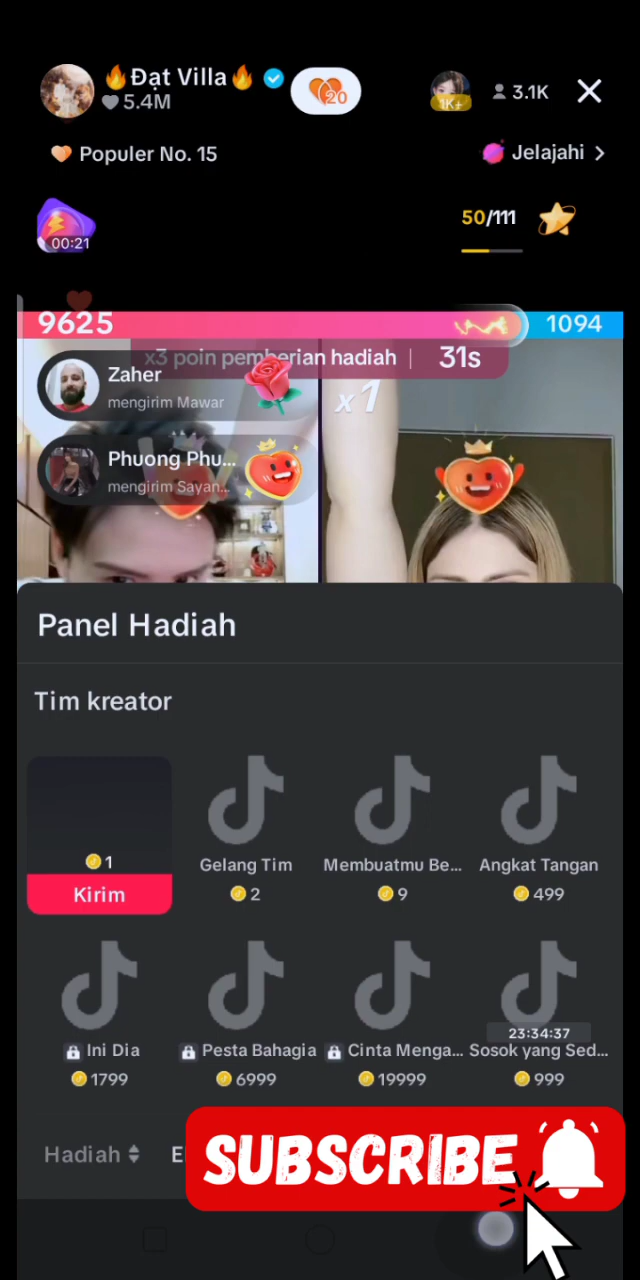 🔥Đạt Villa🔥
20
5.4M
1K+
3.1K
Populer No. 15
Jelajahi
00:21
50/111
9625
1094
x3 poin pemberian hadiah | 31s
Zaher
mengirim Mawar
x1
Phuong Phu...
mengirim Sayan...
Panel Hadiah
Tim kreator
1
Kirim
Gelang Tim
2
Membuatmu Be...
9
Angkat Tangan
499
Ini Dia
1799
Pesta Bahagia
6999
Cinta Menga...
19999
23:34:37
Sosok yang Sed...
999
Hadiah
SUBSCRIBE